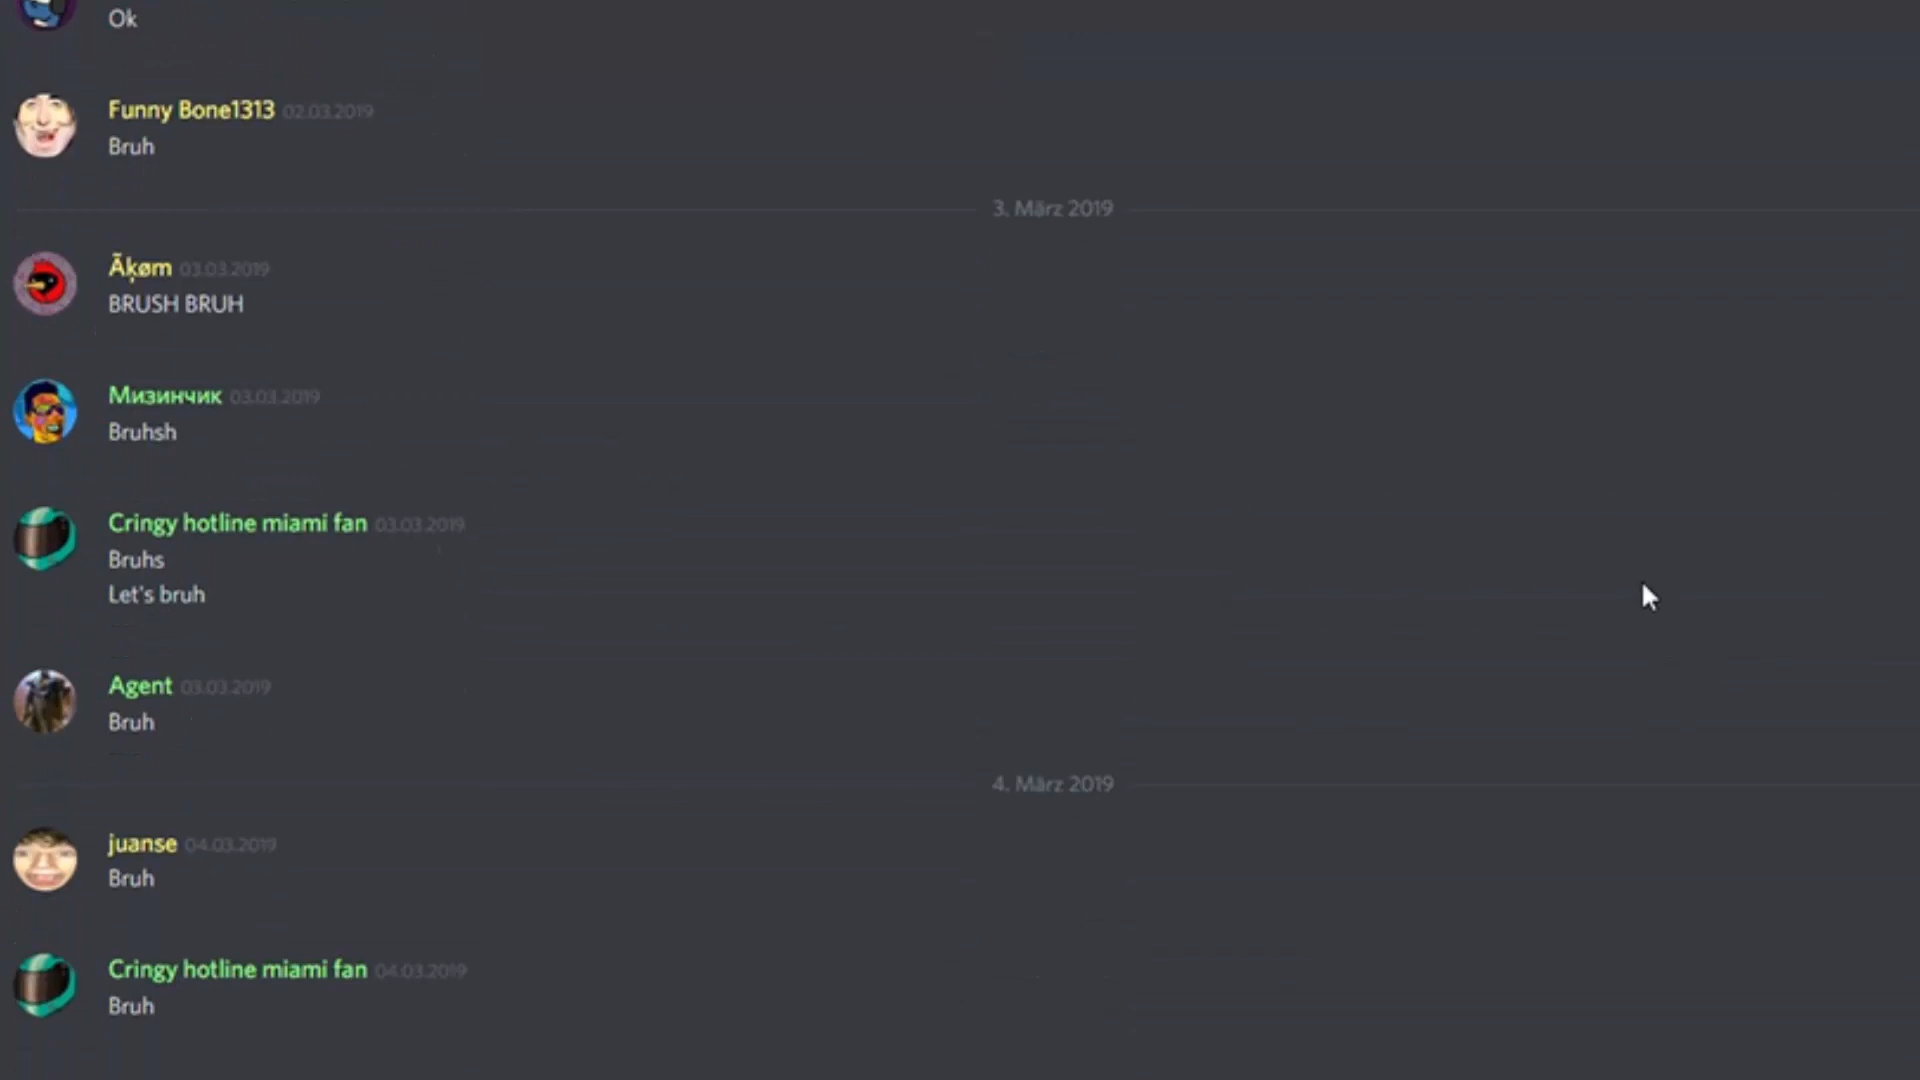 Ok
Funny Bone1313 02.03.2019
Bruh
3. März 2019
Ãķøm 03.03.2019
BRUSH BRUH
Мизинчик 03.03.2019
Bruhsh
Cringy hotline miami fan 03.03.2019
Bruhs
Let's bruh
Agent 03.03.2019
Bruh
4. März 2019
juanse 04.03.2019
Bruh
Cringy hotline miami fan 04.03.2019
Bruh